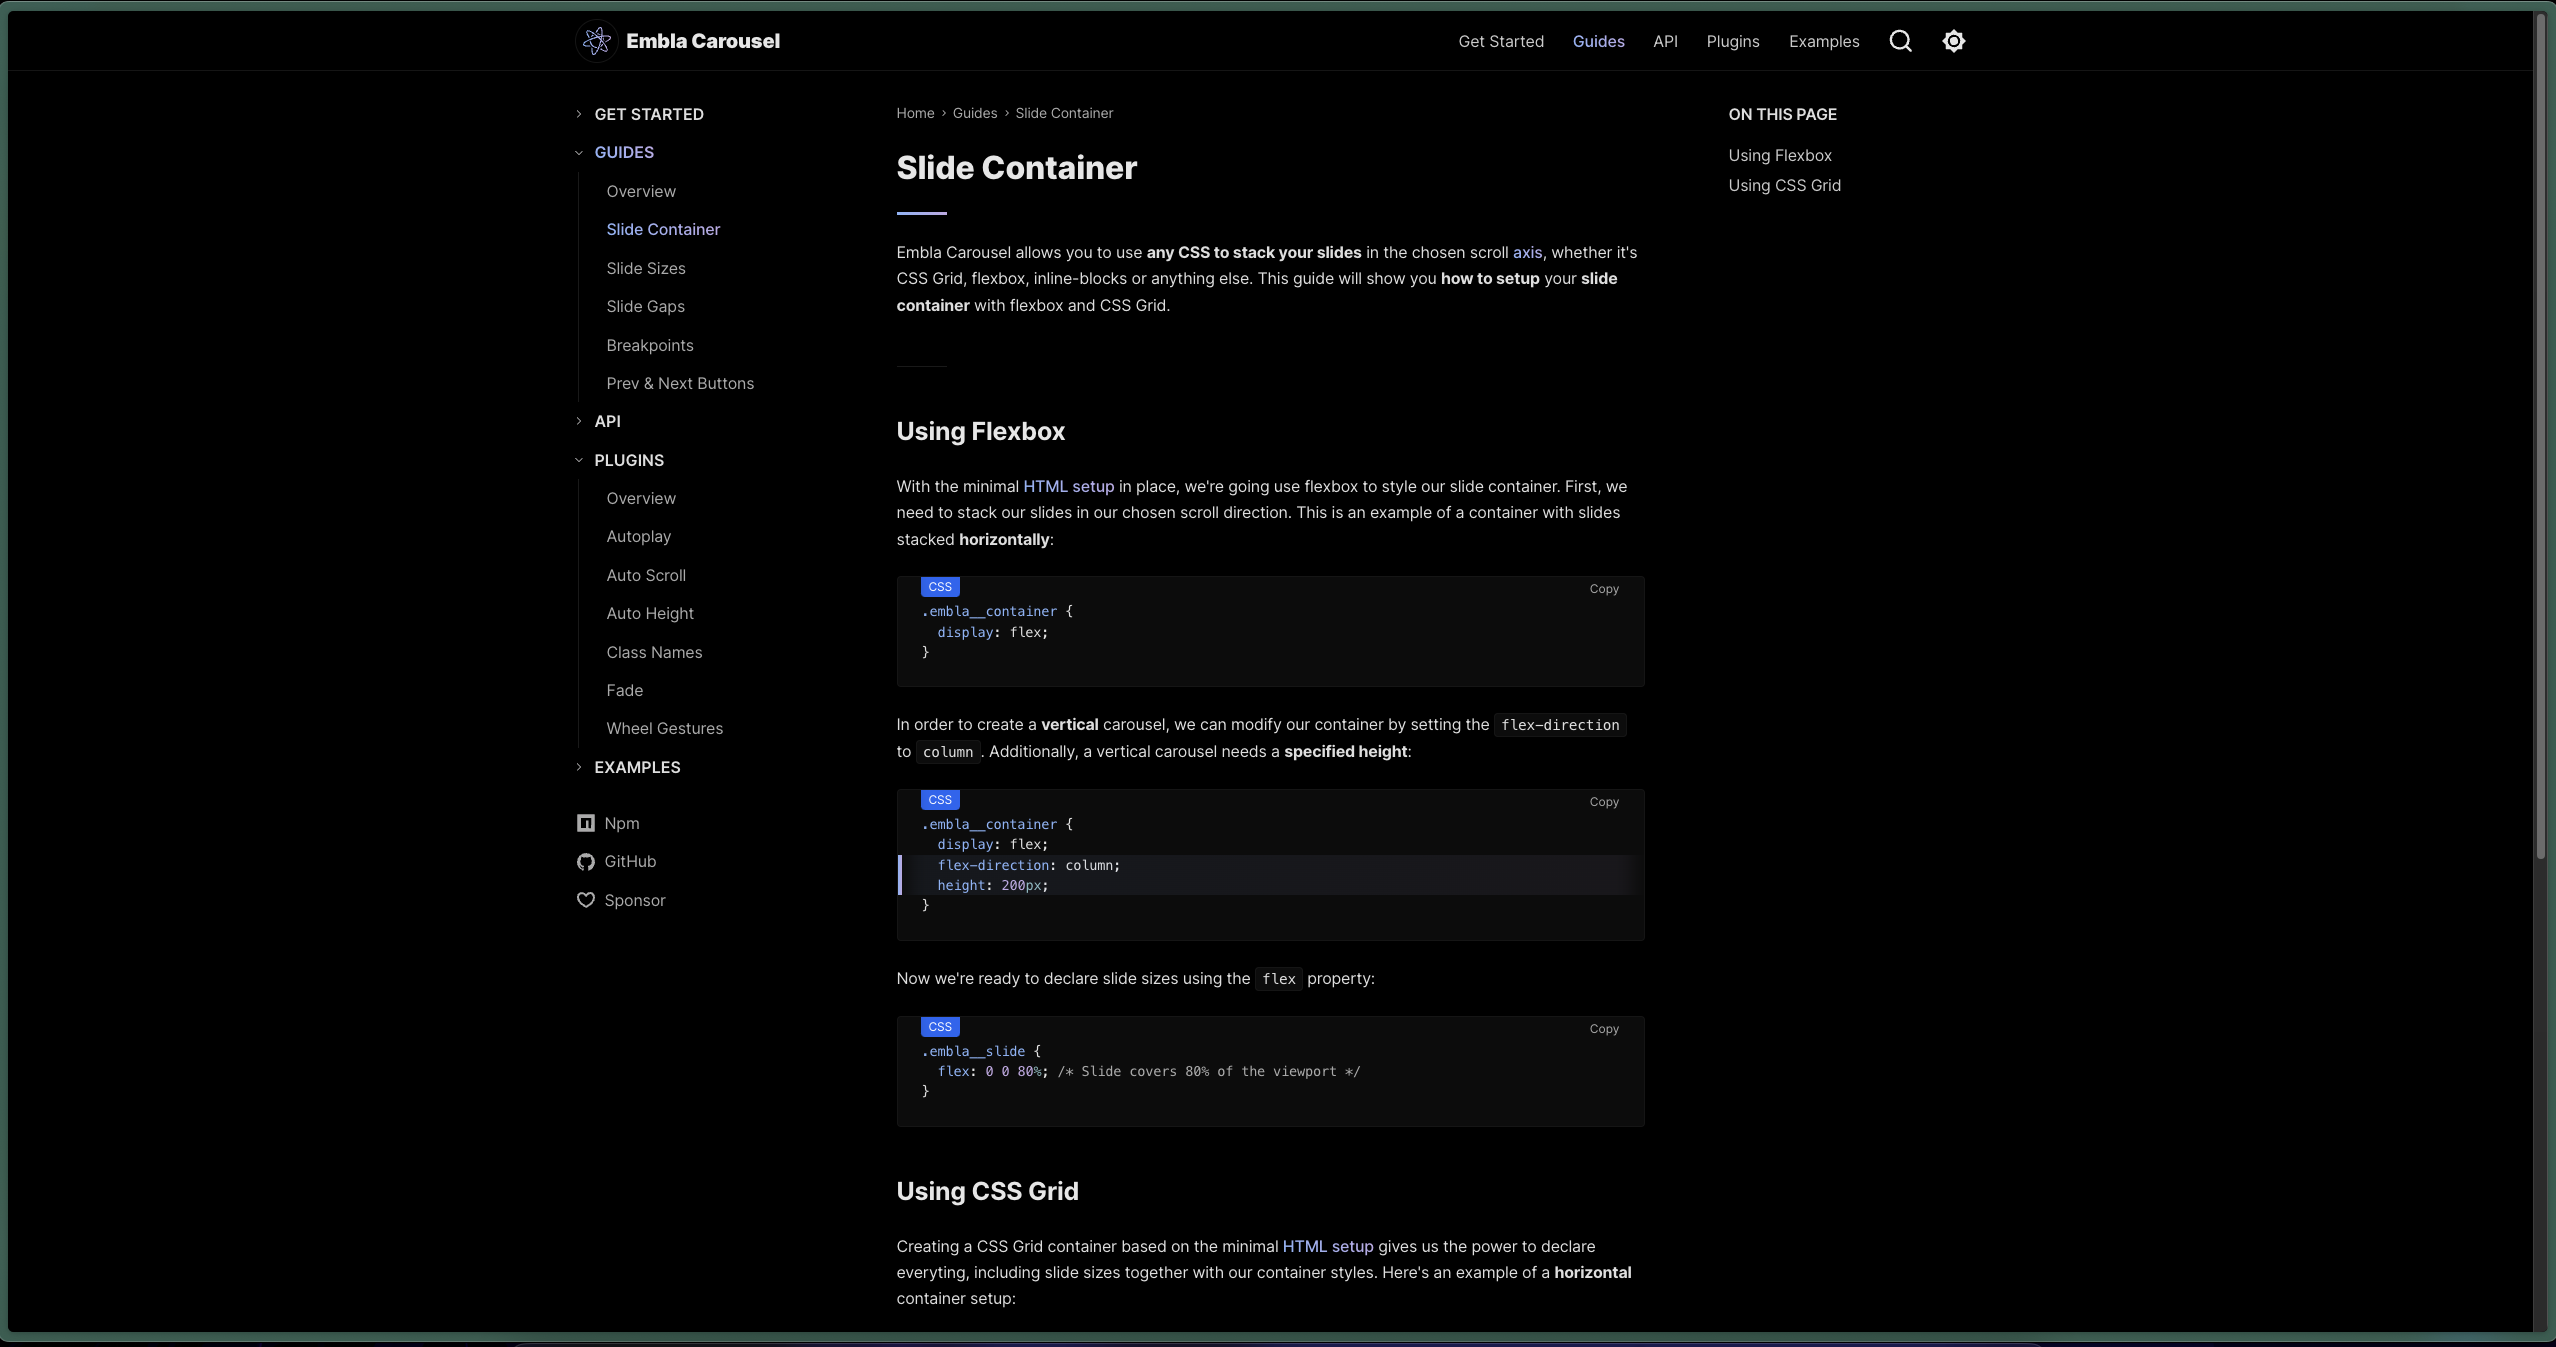 Embla Carousel
Get Started
Guides
API
Plugins
Examples
GET STARTED
GUIDES
Overview
Slide Container
Slide Sizes
Slide Gaps
Breakpoints
Prev & Next Buttons
API
PLUGINS
Overview
Autoplay
Auto Scroll
Auto Height
Class Names
Fade
Wheel Gestures
EXAMPLES
Npm
GitHub
Sponsor
Home › Guides › Slide Container
Slide Container
Embla Carousel allows you to use any CSS to stack your slides in the chosen scroll axis, whether it's
CSS Grid, flexbox, inline-blocks or anything else. This guide will show you how to setup your slide
container with flexbox and CSS Grid.
Using Flexbox
With the minimal HTML setup in place, we're going use flexbox to style our slide container. First, we
need to stack our slides in our chosen scroll direction. This is an example of a container with slides
stacked horizontally:
CSS
Copy
.embla__container {
  display: flex;
}
In order to create a vertical carousel, we can modify our container by setting the flex-direction
to column. Additionally, a vertical carousel needs a specified height:
CSS
Copy
.embla__container {
  display: flex;
  flex-direction: column;
  height: 200px;
}
Now we're ready to declare slide sizes using the flex property:
CSS
Copy
.embla__slide {
  flex: 0 0 80%; /* Slide covers 80% of the viewport */
}
Using CSS Grid
Creating a CSS Grid container based on the minimal HTML setup gives us the power to declare
everyting, including slide sizes together with our container styles. Here's an example of a horizontal
container setup:
ON THIS PAGE
Using Flexbox
Using CSS Grid